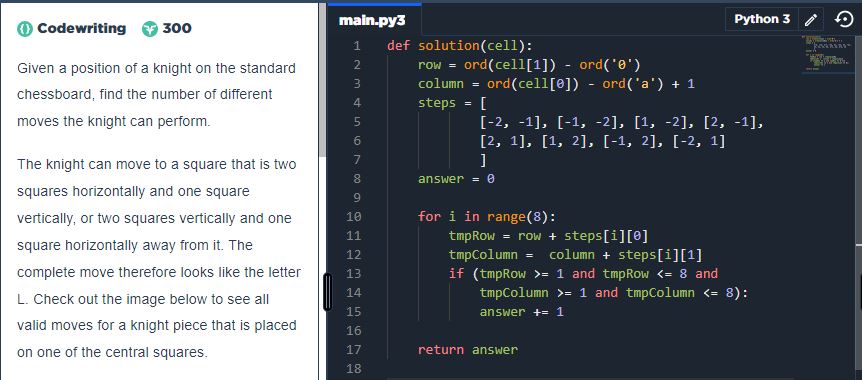 Codewriting 300
Given a position of a knight on the standard
chessboard, find the number of different
moves the knight can perform.
The knight can move to a square that is two
squares horizontally and one square
vertically, or two squares vertically and one
square horizontally away from it. The
complete move therefore looks like the letter
L. Check out the image below to see all
valid moves for a knight piece that is placed
on one of the central squares.
main.py3 Python 3
1 def solution(cell):
2 row = ord(cell[1]) - ord('0')
3 column = ord(cell[0]) - ord('a') + 1
4 steps = [
5 [-2, -1], [-1, -2], [1, -2], [2, -1],
6 [2, 1], [1, 2], [-1, 2], [-2, 1]
7 ]
8 answer = 0
9
10 for i in range(8):
11 tmpRow = row + steps[i][0]
12 tmpColumn =  column + steps[i][1]
13 if (tmpRow >= 1 and tmpRow <= 8 and
14 tmpColumn >= 1 and tmpColumn <= 8):
15 answer += 1
16
17 return answer
18